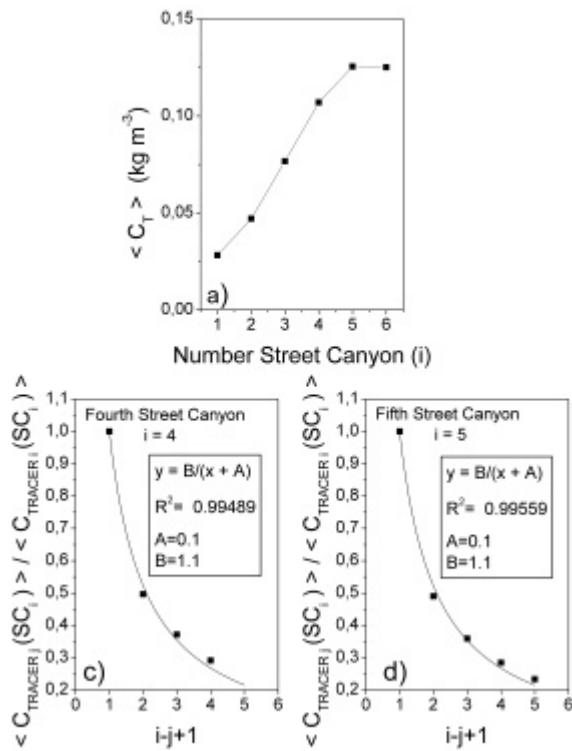 0,15
0,10
0,05
0,00
< C_T > (kg m^-3)
a)
1 2 3 4 5 6
Number Street Canyon (i)
< C_TRACER j (SC_i) > / < C_TRACER i (SC_i) >
1,1
1,0
0,9
0,8
0,7
0,6
0,5
0,4
0,3
0,2
Fourth Street Canyon
i = 4
y = B/(x + A)
R^2= 0.99489
A=0.1
B=1.1
c)
0 1 2 3 4 5 6
i-j+1
< C_TRACER j (SC_i) > / < C_TRACER i (SC_i) >
1,1
1,0
0,9
0,8
0,7
0,6
0,5
0,4
0,3
0,2
Fifth Street Canyon
i = 5
y = B/(x + A)
R^2= 0.99559
A=0.1
B=1.1
d)
0 1 2 3 4 5 6
i-j+1